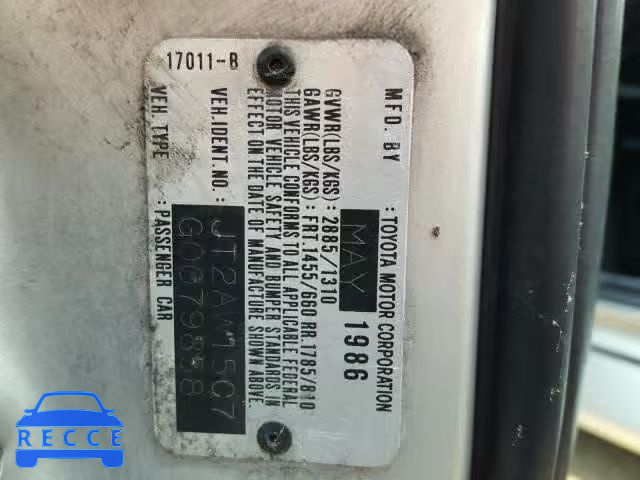 MFD. BY : TOYOTA MOTOR CORPORATION
MAY 1986
GVWR(LBS/KGS) : 2885/1310
GAWR(LBS/KGS) : FRT.1455/660 RR.1785/810
THIS VEHICLE CONFORMS TO ALL APPLICABLE FEDERAL
MOTOR VEHICLE SAFETY AND BUMPER STANDARDS IN
EFFECT ON THE DATE OF MANUFACTURE SHOWN ABOVE.
VEH. IDENT. NO. : JT2AW15C7
G0079858
VEH. TYPE : PASSENGER CAR
17011-B
RECCE